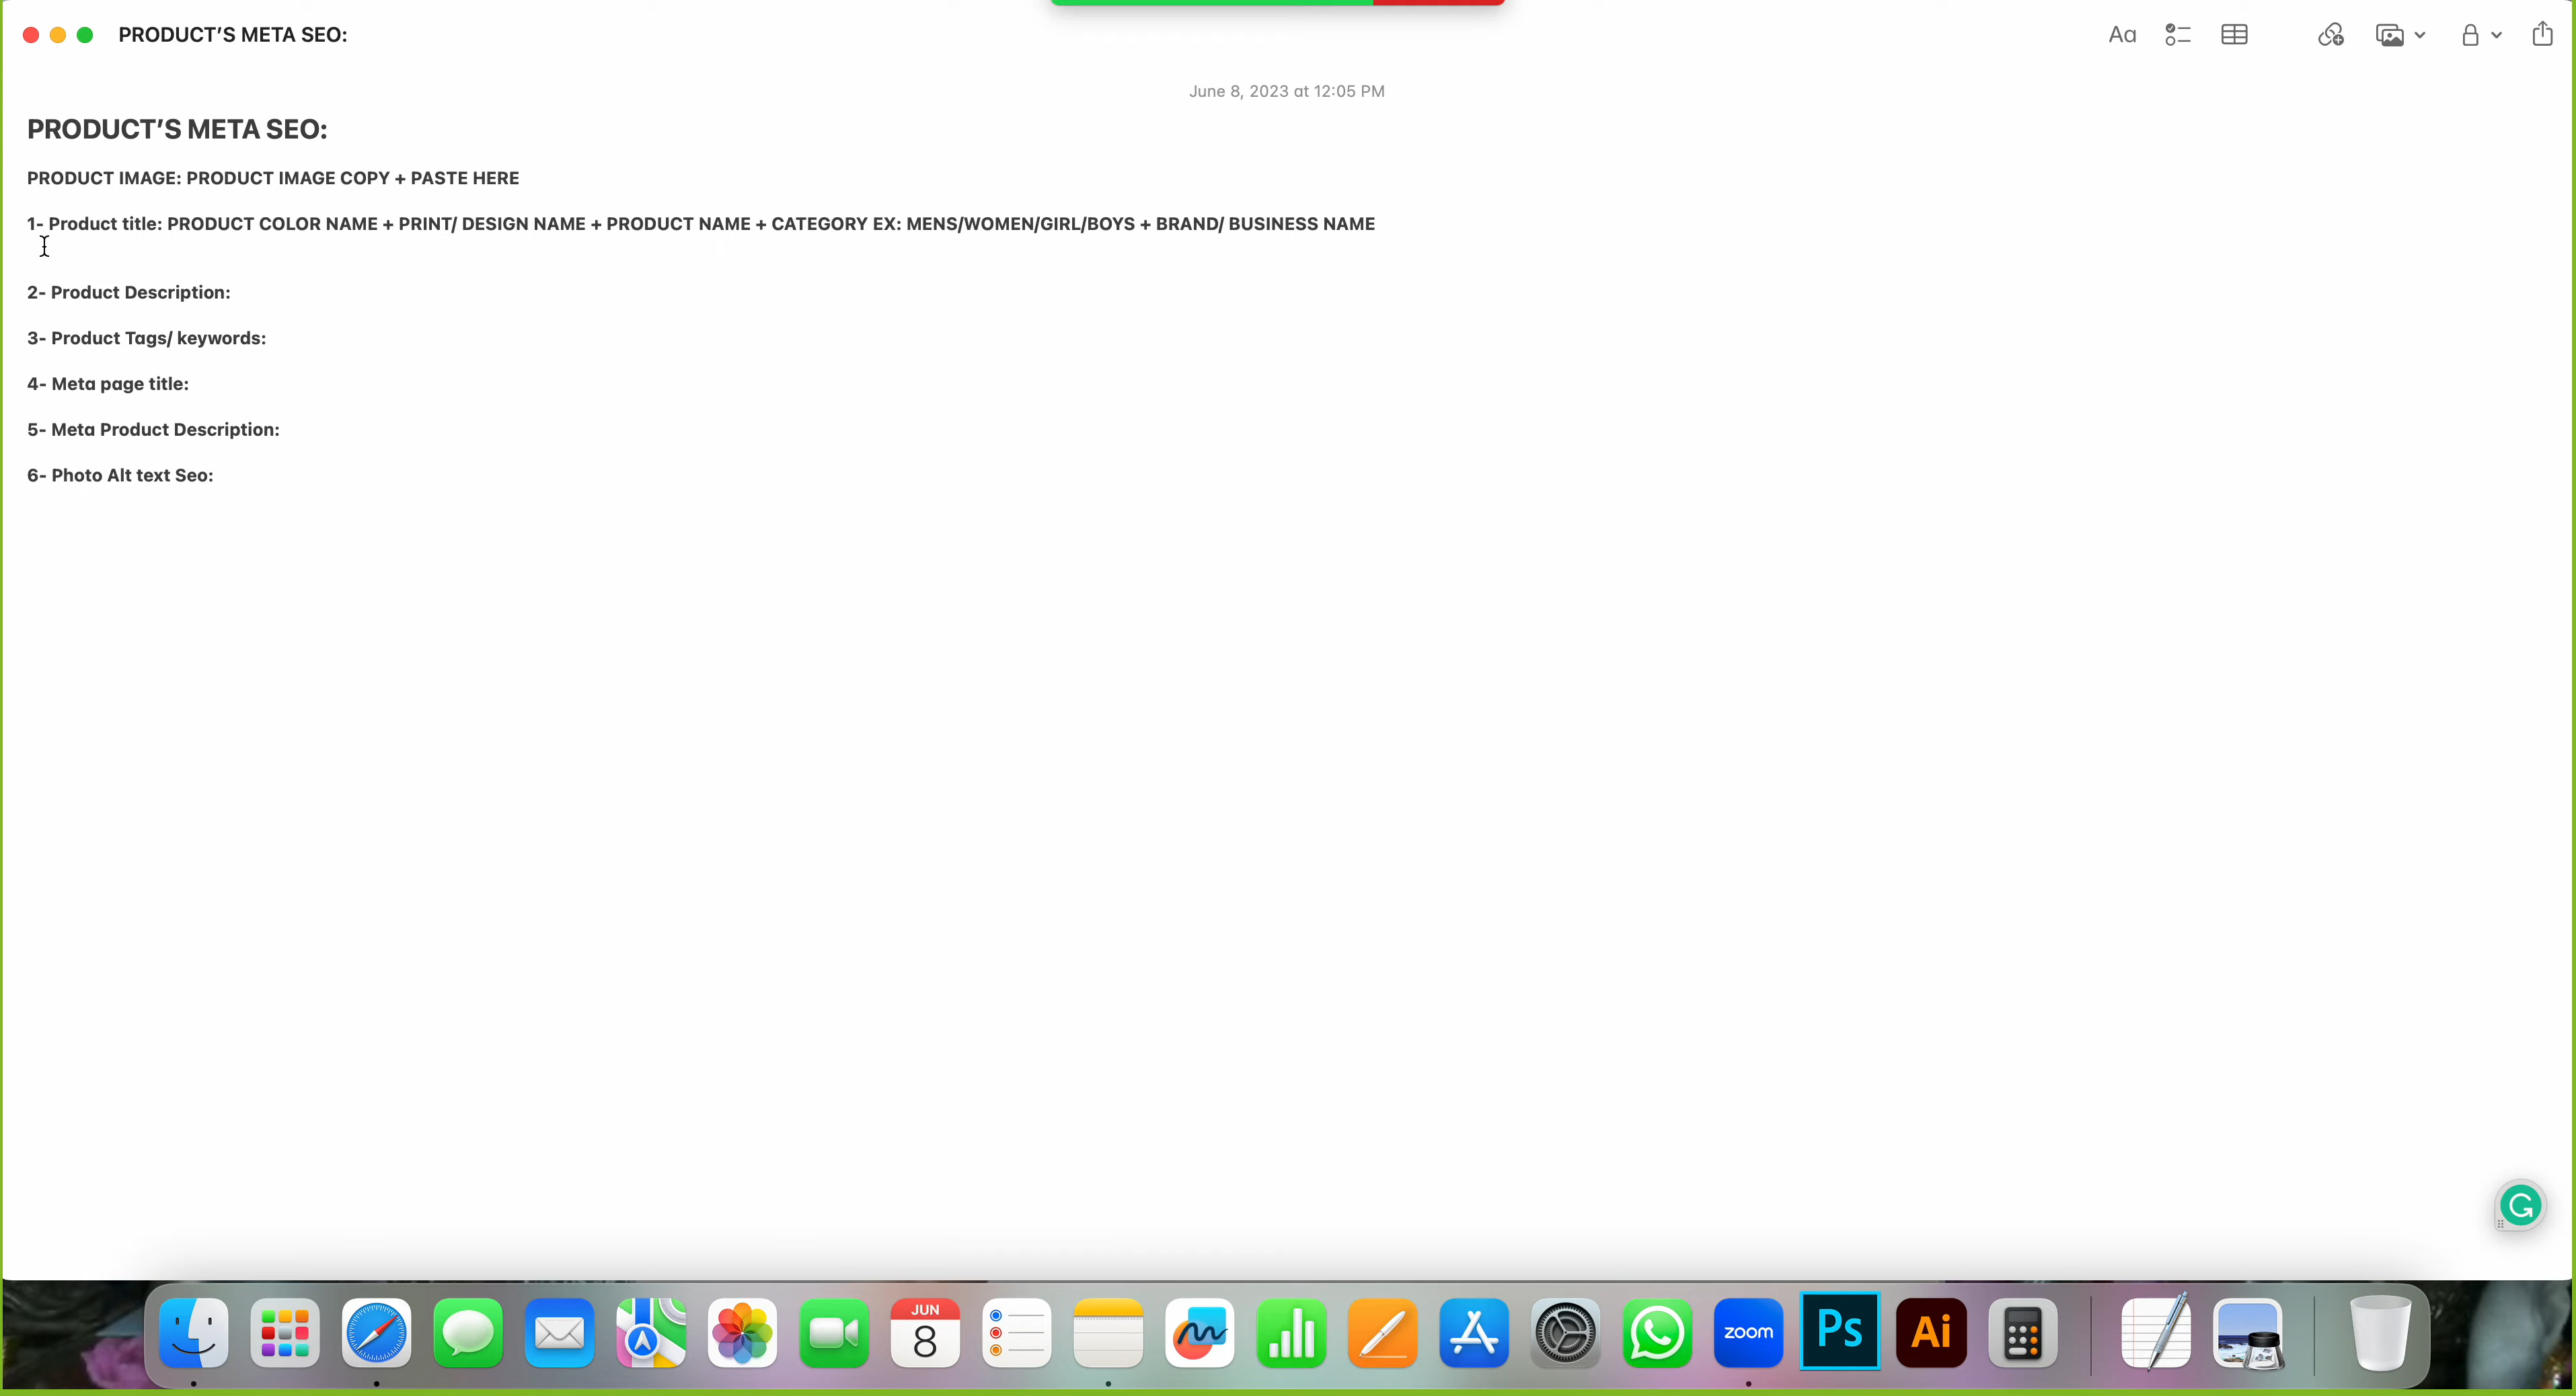 PRODUCT’S META SEO:
Aa
June 8, 2023 at 12:05 PM
PRODUCT’S META SEO:
PRODUCT IMAGE: PRODUCT IMAGE COPY + PASTE HERE
1- Product title: PRODUCT COLOR NAME + PRINT/ DESIGN NAME + PRODUCT NAME + CATEGORY EX: MENS/WOMEN/GIRL/BOYS + BRAND/ BUSINESS NAME
2- Product Description:
3- Product Tags/ keywords:
4- Meta page title:
5- Meta Product Description:
6- Photo Alt text Seo:
JUN
8
zoom
Ps
Ai